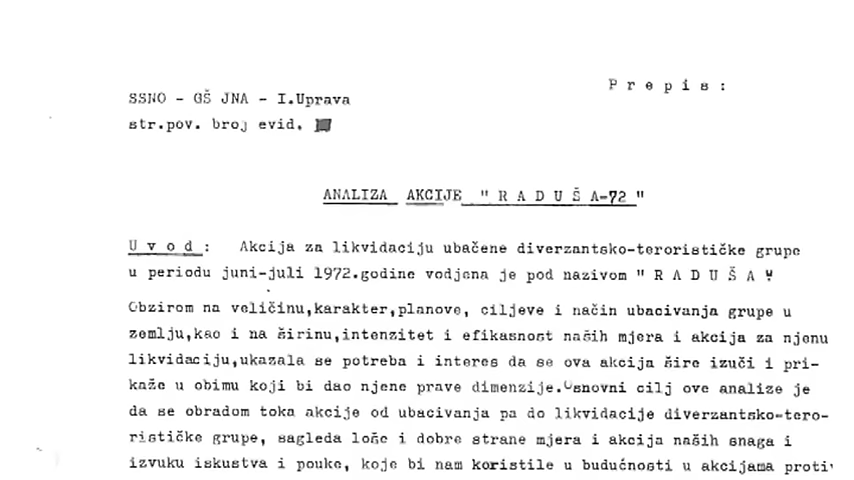 P r e p i s :
SSNO - GŠ JNA - I.Uprava
str.pov. broj evid.
ANALIZA AKCIJE " R A D U Š A-72 "
U v o d : Akcija za likvidaciju ubačene diverzantsko-terorističke grupe
u periodu juni-juli 1972.godine vodjena je pod nazivom " R A D U Š A "
Obzirom na veličinu,karakter,planove, ciljeve i način ubacivanja grupe u
zemlju,kao i na širinu,intenzitet i efikasnost naših mjera i akcija za njenu
likvidaciju,ukazala se potreba i interes da se ova akcija šire izuči i pri-
kaže u obimu koji bi dao njene prave dimenzije.Osnovni cilj ove analize je
da se obradom toka akcije od ubacivanja pa do likvidacije diverzantsko-tero-
rističke grupe, sagleda loše i dobre strane mjera i akcija naših snaga i
izvuku iskustva i pouke, koje bi nam koristile u budućnosti u akcijama proti